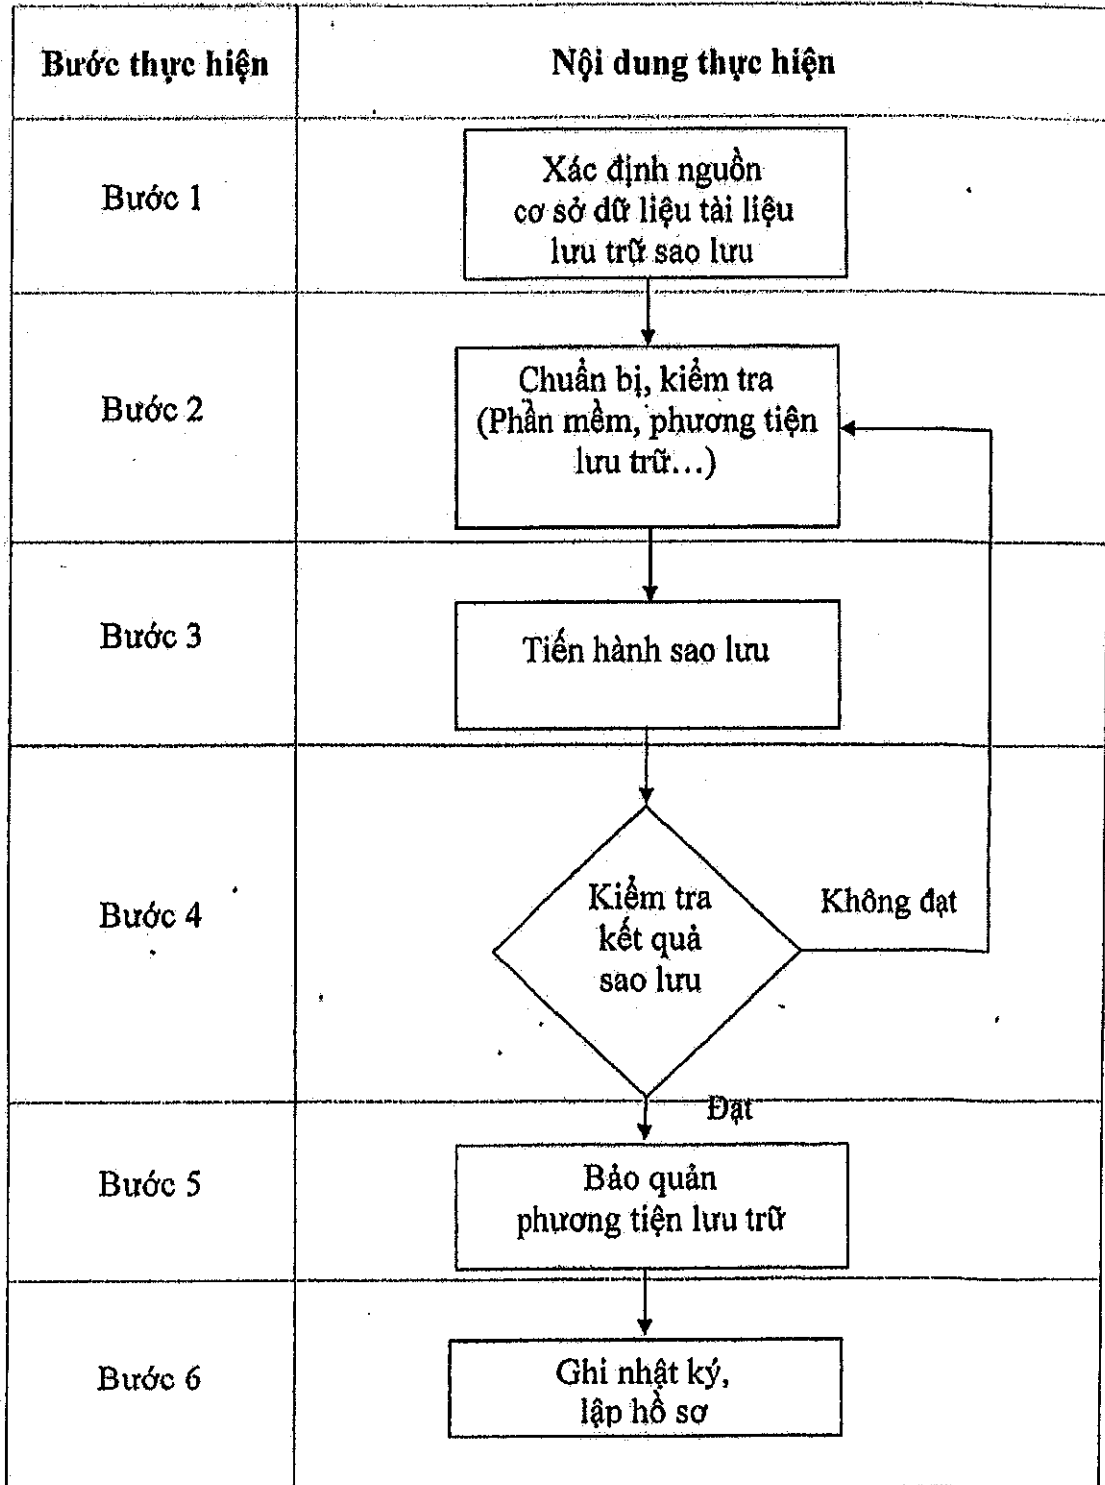 Bước thực hiện
Nội dung thực hiện
Bước 1
Xác định nguồn
cơ sở dữ liệu tài liệu
lưu trữ sao lưu
Bước 2
Chuẩn bị, kiểm tra
(Phần mềm, phương tiện
lưu trữ...)
Bước 3
Tiến hành sao lưu
Bước 4
Kiểm tra
kết quả
sao lưu
Không đạt
Đạt
Bước 5
Bảo quản
phương tiện lưu trữ
Bước 6
Ghi nhật ký,
lập hồ sơ